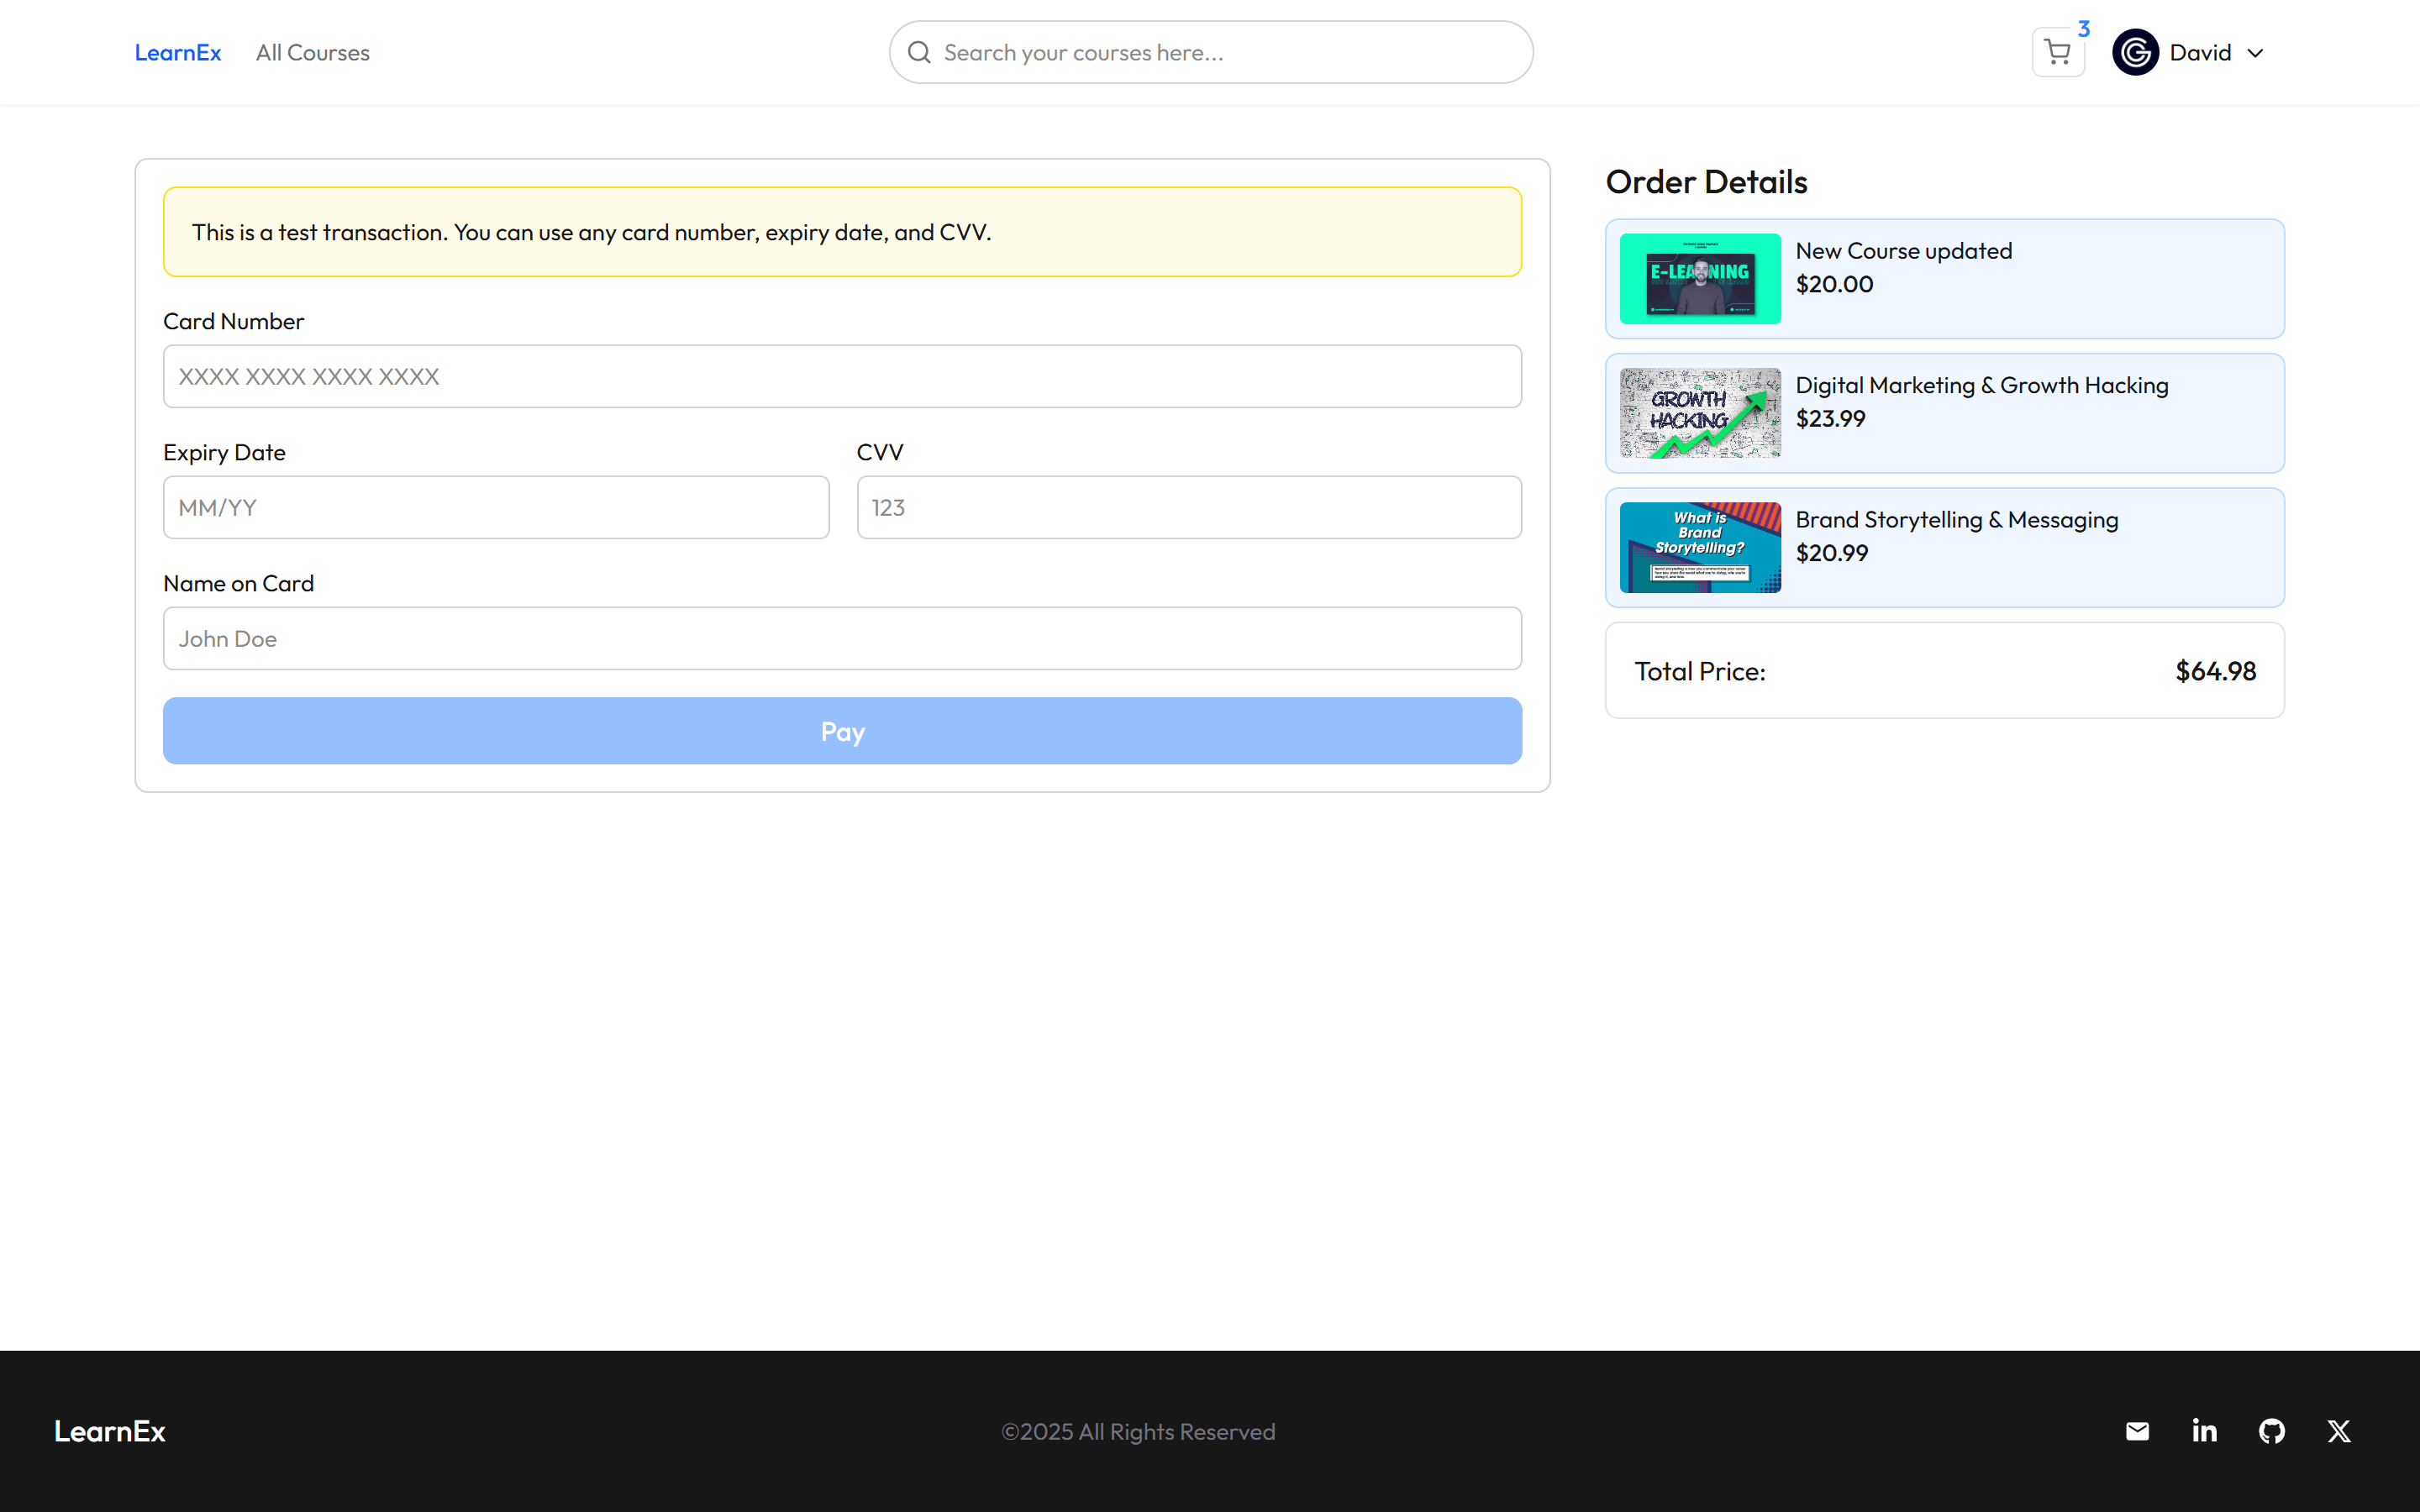 LearnEx
All Courses
Search your courses here...
3
David
This is a test transaction. You can use any card number, expiry date, and CVV.
Card Number
XXXX XXXX XXXX XXXX
Expiry Date
MM/YY
CVV
123
Name on Card
John Doe
Pay
Order Details
E-LEARNING
New Course updated
$20.00
GROWTH
HACKING
Digital Marketing & Growth Hacking
$23.99
What is
Brand
Storytelling?
Brand Storytelling & Messaging
$20.99
Total Price:
$64.98
LearnEx
©2025 All Rights Reserved